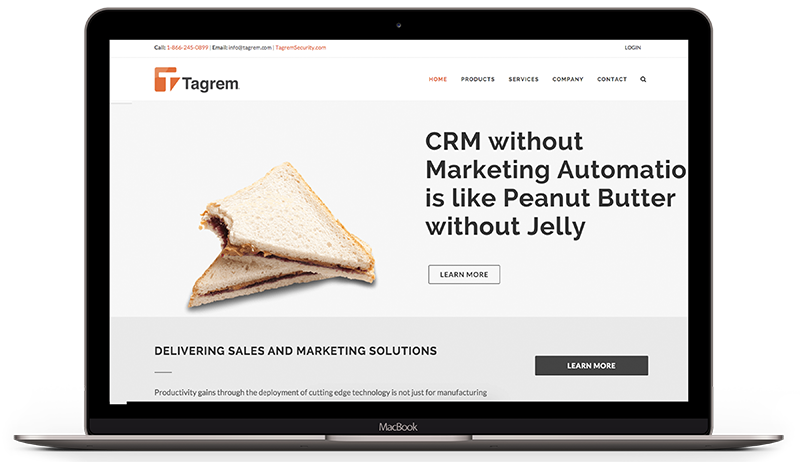 Call: 1-866-245-0899 | Email: info@tagrem.com | TagremSecurity.com
LOGIN
Tagrem
HOME PRODUCTS SERVICES COMPANY CONTACT
CRM without
Marketing Automatio
is like Peanut Butter
without Jelly
LEARN MORE
DELIVERING SALES AND MARKETING SOLUTIONS
LEARN MORE
Productivity gains through the deployment of cutting edge technology is not just for manufacturing
MacBook